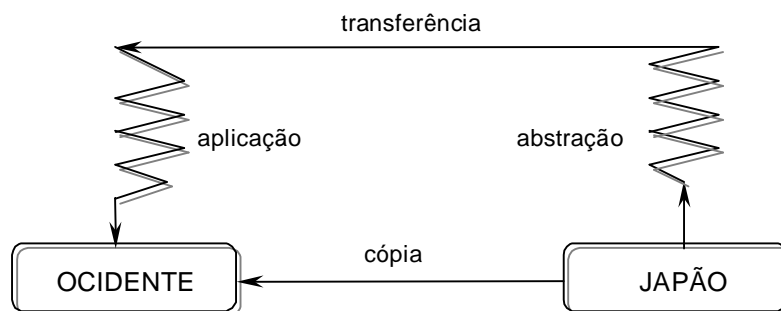 transferência
aplicação
abstração
cópia
OCIDENTE
JAPÃO